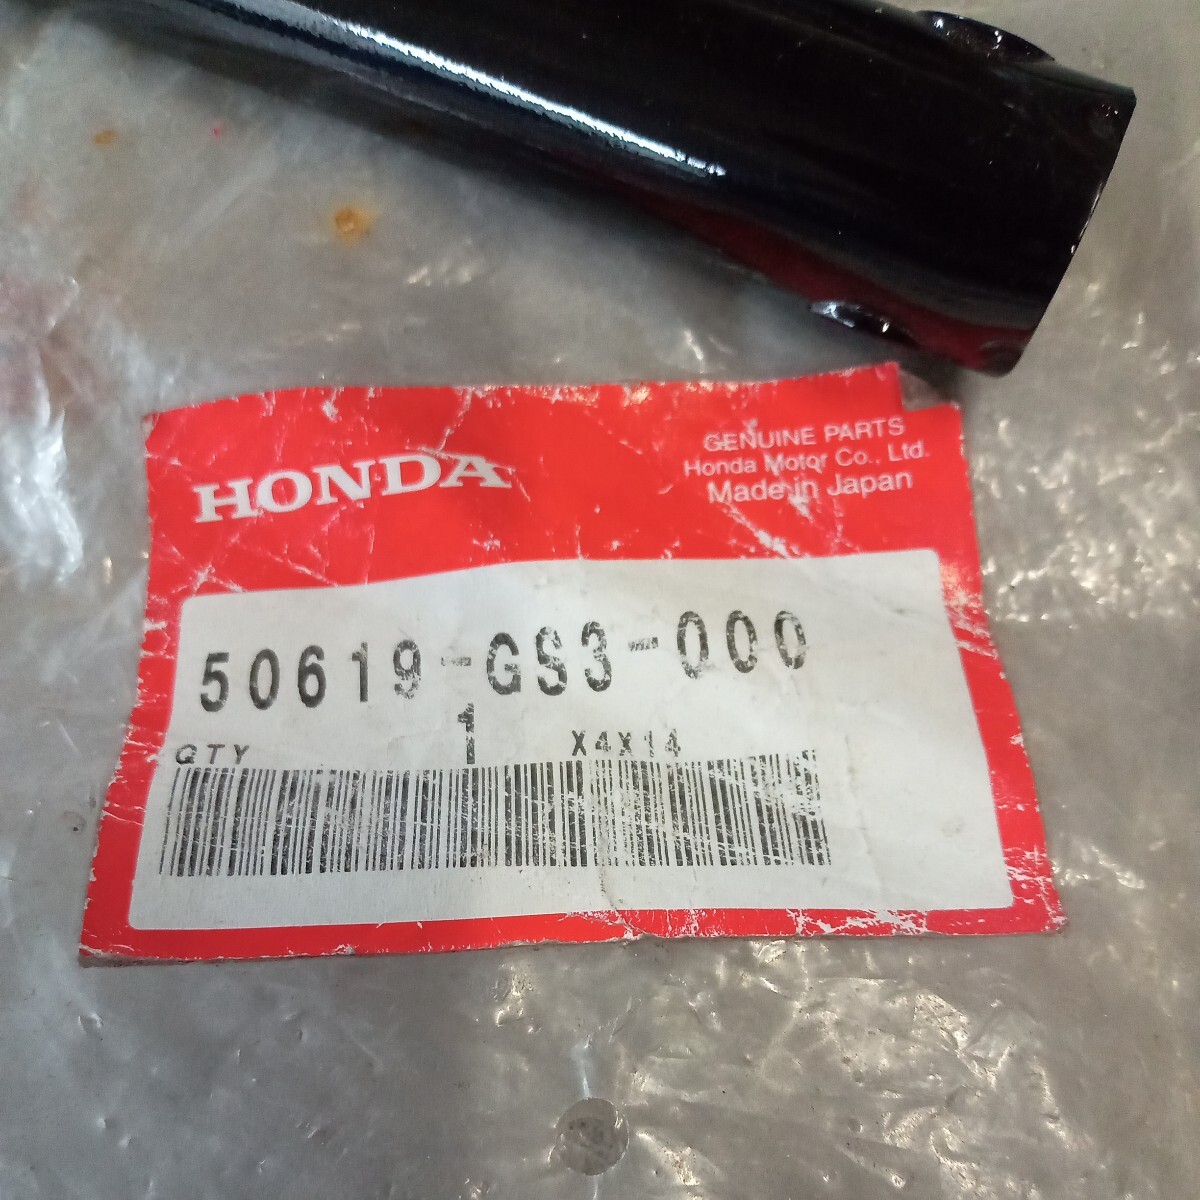 HONDA
GENUINE PARTS
Honda Motor Co., Ltd.
Made in Japan
50619-GS3-000
QTY 1 X4X14